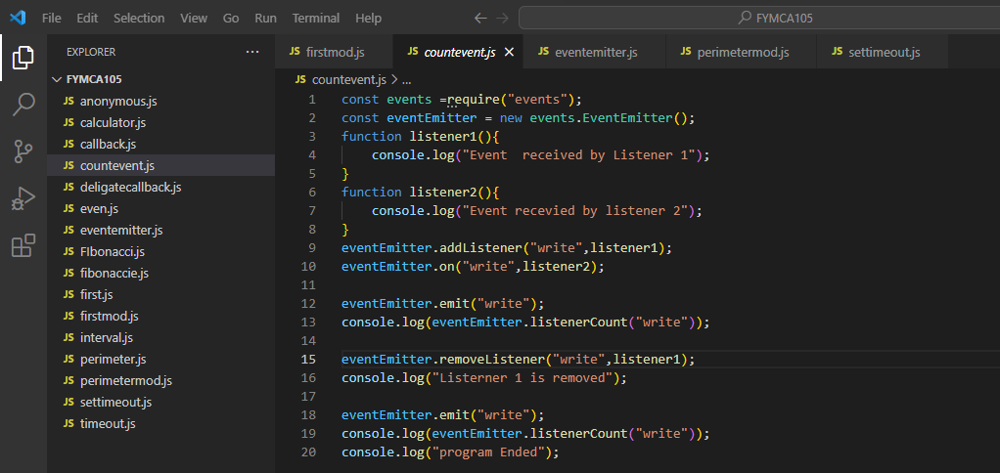 File Edit Selection View Go Run Terminal Help FYMCA105
EXPLORER ...
FYMCA105
JS anonymous.js
JS calculator.js
JS callback.js
JS countevent.js
JS deligatecallback.js
JS even.js
JS eventemitter.js
JS FIbonacci.js
JS fibonaccie.js
JS first.js
JS firstmod.js
JS interval.js
JS perimeter.js
JS perimetermod.js
JS settimeout.js
JS timeout.js
JS firstmod.js JS countevent.js JS eventemitter.js JS perimetermod.js JS settimeout.js
JS countevent.js > ...
1 const events =require("events");
2 const eventEmitter = new events.EventEmitter();
3 function listener1(){
4     console.log("Event  received by Listener 1");
5 }
6 function listener2(){
7     console.log("Event recevied by listener 2");
8 }
9 eventEmitter.addListener("write",listener1);
10 eventEmitter.on("write",listener2);
11
12 eventEmitter.emit("write");
13 console.log(eventEmitter.listenerCount("write"));
14
15 eventEmitter.removeListener("write",listener1);
16 console.log("Listerner 1 is removed");
17
18 eventEmitter.emit("write");
19 console.log(eventEmitter.listenerCount("write"));
20 console.log("program Ended");